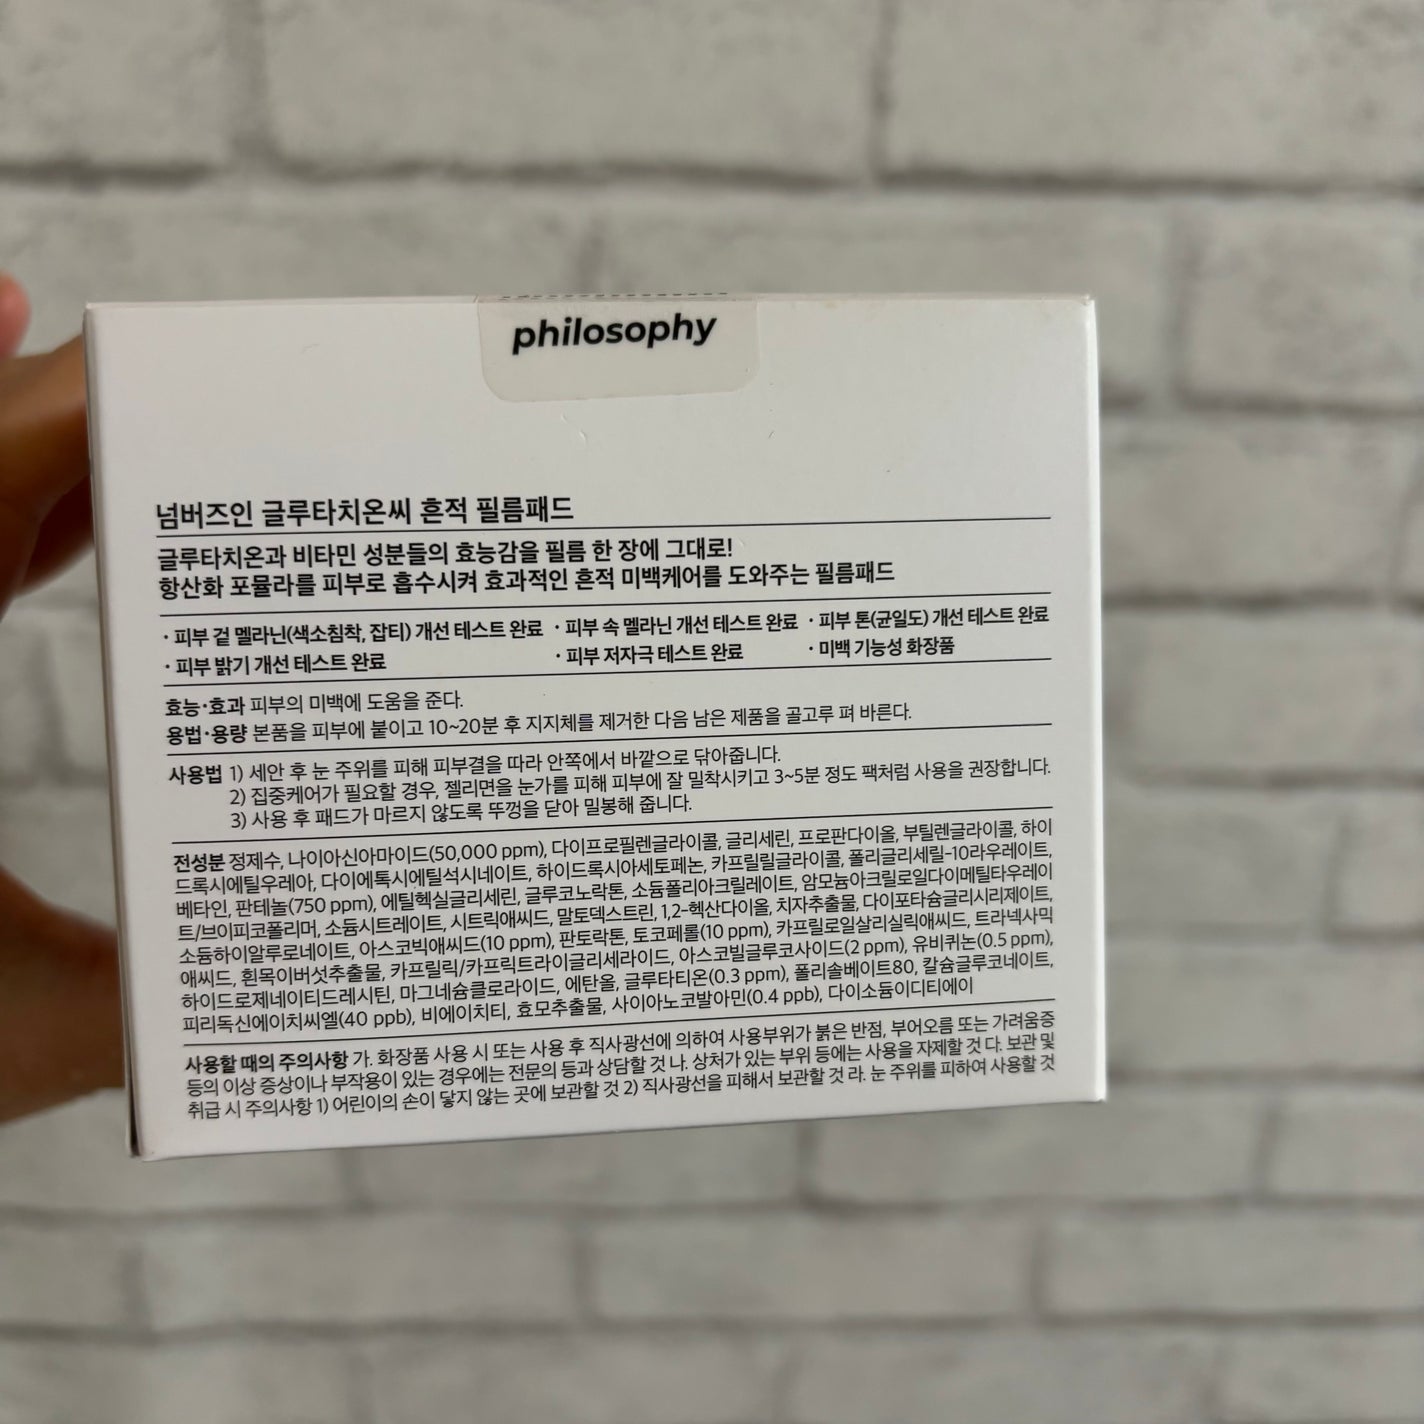 philosophy
넘버즈인 글루타치온씨 흔적 필름패드
글루타치온과 비타민 성분들의 효능감을 필름 한 장에 그대로!
항산화 포뮬라를 피부로 흡수시켜 효과적인 흔적 미백케어를 도와주는 필름패드
· 피부 겉 멜라닌(색소침착, 잡티) 개선 테스트 완료 · 피부 속 멜라닌 개선 테스트 완료 · 피부 톤(균일도) 개선 테스트 완료
· 피부 밝기 개선 테스트 완료 · 피부 저자극 테스트 완료 · 미백 기능성 화장품
효능·효과 피부의 미백에 도움을 준다.
용법·용량 본품을 피부에 붙이고 10~20분 후 지지체를 제거한 다음 남은 제품을 골고루 펴 바른다.
사용법 1) 세안 후 눈 주위를 피해 피부결을 따라 안쪽에서 바깥으로 닦아줍니다.
2) 집중케어가 필요할 경우, 젤리면을 눈가를 피해 피부에 잘 밀착시키고 3~5분 정도 팩처럼 사용을 권장합니다.
3) 사용 후 패드가 마르지 않도록 뚜껑을 닫아 밀봉해 줍니다.
전성분 정제수, 나이아신아마이드(50,000 ppm), 다이프로필렌글라이콜, 글리세린, 프로판다이올, 부틸렌글라이콜, 하이
드록시에틸우레아, 다이에톡시에틸석시네이트, 하이드록시아세토페논, 카프릴릴글라이콜, 폴리글리세릴-10라우레이트,
베타인, 판테놀(750 ppm), 에틸헥실글리세린, 글루코노락톤, 소듐폴리아크릴레이트, 암모늄아크릴로일다이메틸타우레이
트/브이피코폴리머, 소듐시트레이트, 시트릭애씨드, 말토덱스트린, 1,2-헥산다이올, 치자추출물, 다이포타슘글리시리제이트,
소듐하이알루로네이트, 아스코빅애씨드(10 ppm), 판토락톤, 토코페롤(10 ppm), 카프릴로일살리실릭애씨드, 트라넥사믹
애씨드, 흰목이버섯추출물, 카프릴릭/카프릭트라이글리세라이드, 아스코빌글루코사이드(2 ppm), 유비퀴논(0.5 ppm),
하이드로제네이티드레시틴, 마그네슘클로라이드, 에탄올, 글루타티온(0.3 ppm), 폴리솔베이트80, 칼슘글루코네이트,
피리독신에이치씨엘(40 ppb), 비에이치티, 효모추출물, 사이아노코발아민(0.4 ppb), 다이소듐이디티에이
사용할 때의 주의사항 가. 화장품 사용 시 또는 사용 후 직사광선에 의하여 사용부위가 붉은 반점, 부어오름 또는 가려움증
등의 이상 증상이나 부작용이 있는 경우에는 전문의 등과 상담할 것 나. 상처가 있는 부위 등에는 사용을 자제할 것 다. 보관 및
취급 시 주의사항 1) 어린이의 손이 닿지 않는 곳에 보관할 것 2) 직사광선을 피해서 보관할 것 라. 눈 주위를 피하여 사용할 것